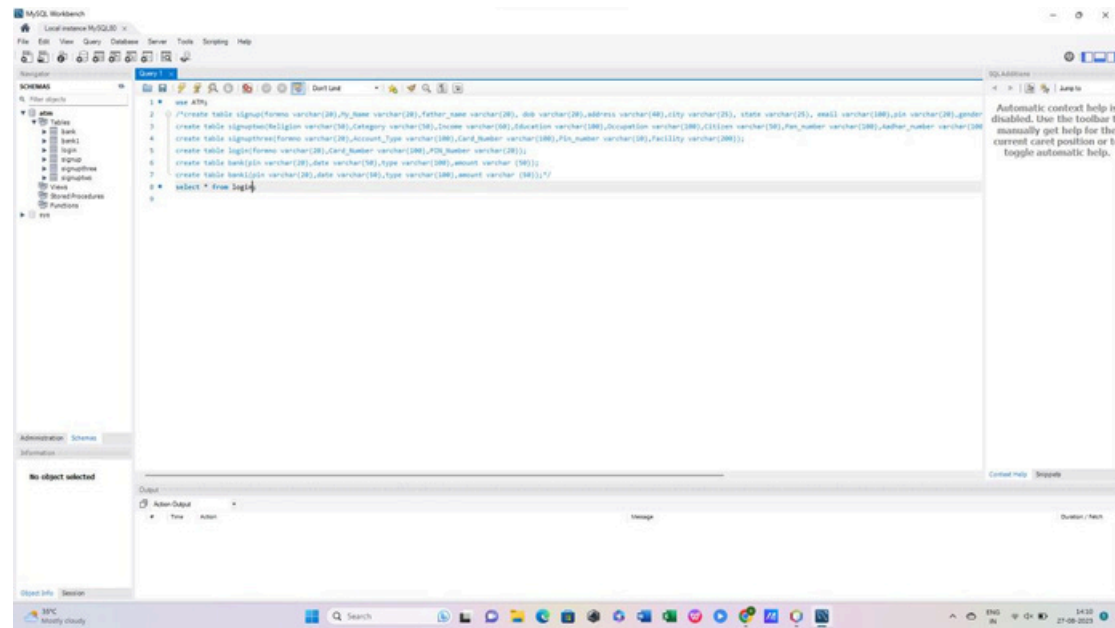 MySQL Workbench
Local instance MySQL80 ×
File Edit View Query Database Server Tools Scripting Help
Navigator
SCHEMAS
Filter objects
atm
Tables
bank
bank1
login
signup
signupthree
signuptwo
Views
Stored Procedures
Functions
sys
Administration Schemas
Information
No object selected
Object Info Session
Query 1 ×
Don't Limit
1 use ATM;
2 /*create table signup(formno varchar(20),My_Name varchar(20),father_name varchar(20), dob varchar(20),address varchar(40),city varchar(25), state varchar(25), email varchar(100),pin varchar(20),gender
3 create table signuptwo(Religion varchar(50),Category varchar(50),Income varchar(60),Education varchar(100),Occupation varchar(100),Citizen varchar(50),Pan_number varchar(100),Aadhar_number varchar(100
4 create table signupthree(formno varchar(20),Account_Type varchar(100),Card_Number varchar(100),Pin_number varchar(10),Facility varchar(200));
5 create table login(formno varchar(20),Card_Number varchar(100),PIN_Number varchar(20));
6 create table bank(pin varchar(20),date varchar(50),type varchar(100),amount varchar (50));
7 create table bank1(pin varchar(20),date varchar(50),type varchar(100),amount varchar (50));*/
8 select * from login;
9
SQLAdditions
Jump to
Automatic context help is
disabled. Use the toolbar t
manually get help for the
current caret position or t
toggle automatic help.
Context Help Snippets
Output
Action Output
# Time Action Message Duration / Fetch
35°C
Mostly cloudy
Search
ENG
IN
14:10
27-08-2023